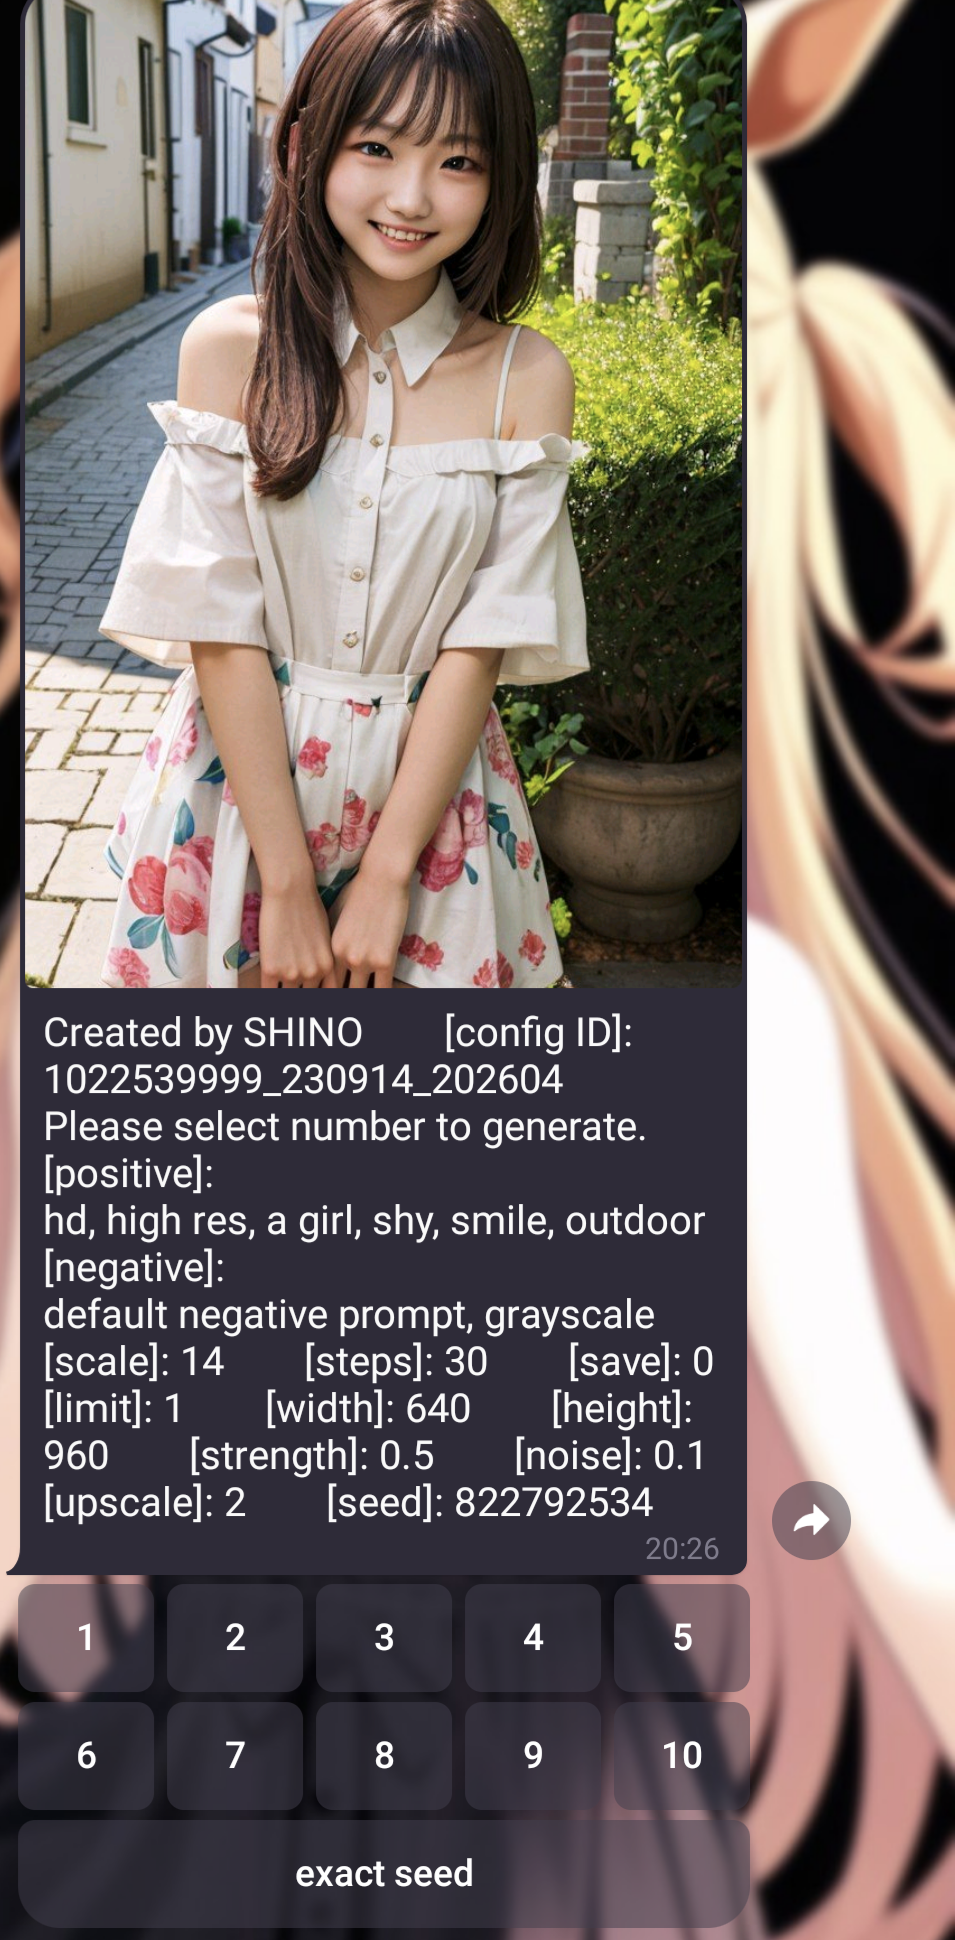 Created by SHINO [config ID]:
1022539999_230914_202604
Please select number to generate.
[positive]:
hd, high res, a girl, shy, smile, outdoor
[negative]:
default negative prompt, grayscale
[scale]: 14 [steps]: 30 [save]: 0
[limit]: 1 [width]: 640 [height]:
960 [strength]: 0.5 [noise]: 0.1
[upscale]: 2 [seed]: 822792534
20:26
1 2 3 4 5
6 7 8 9 10
exact seed